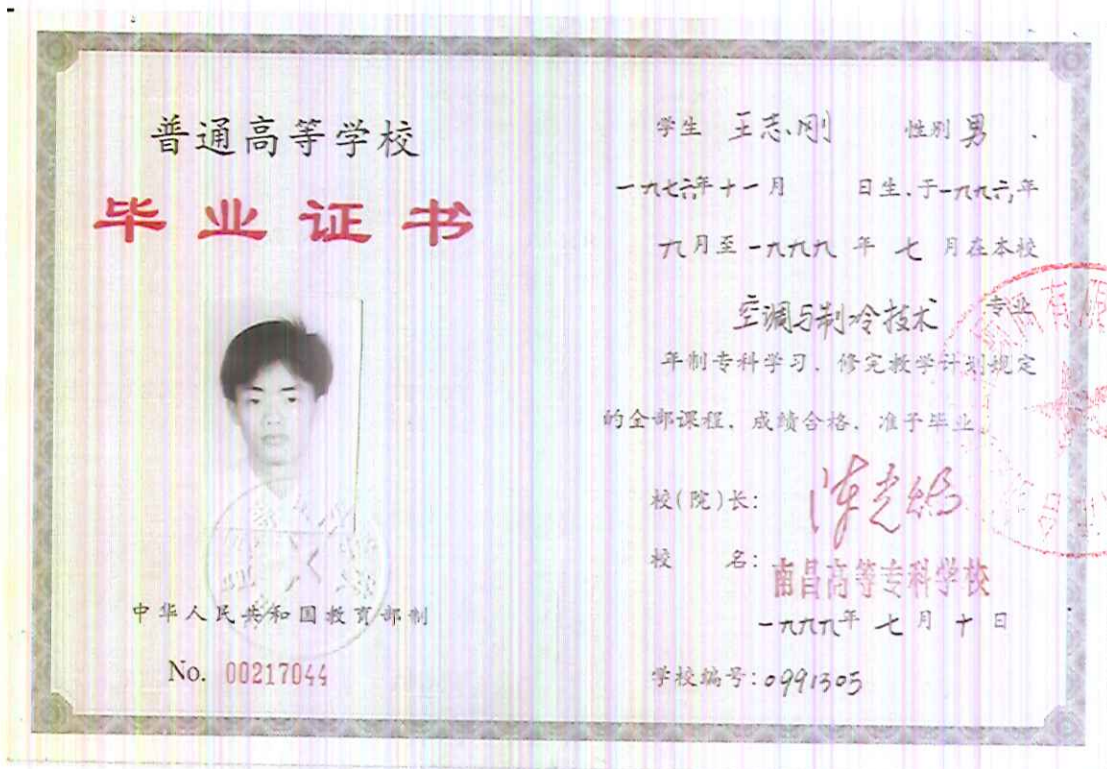 普通高等学校
毕业证书
中华人民共和国教育部制
No. 00217044
学生 王志刚 性别 男
一九七六年十一月 日生,于一九九六年
九月至一九九九年七月在本校
空调与制冷技术 专业
年制专科学习,修完教学计划规定
的全部课程,成绩合格,准予毕业
校(院)长:
校 名:南昌高等专科学校
一九九九年七月十日
学校编号:0991305